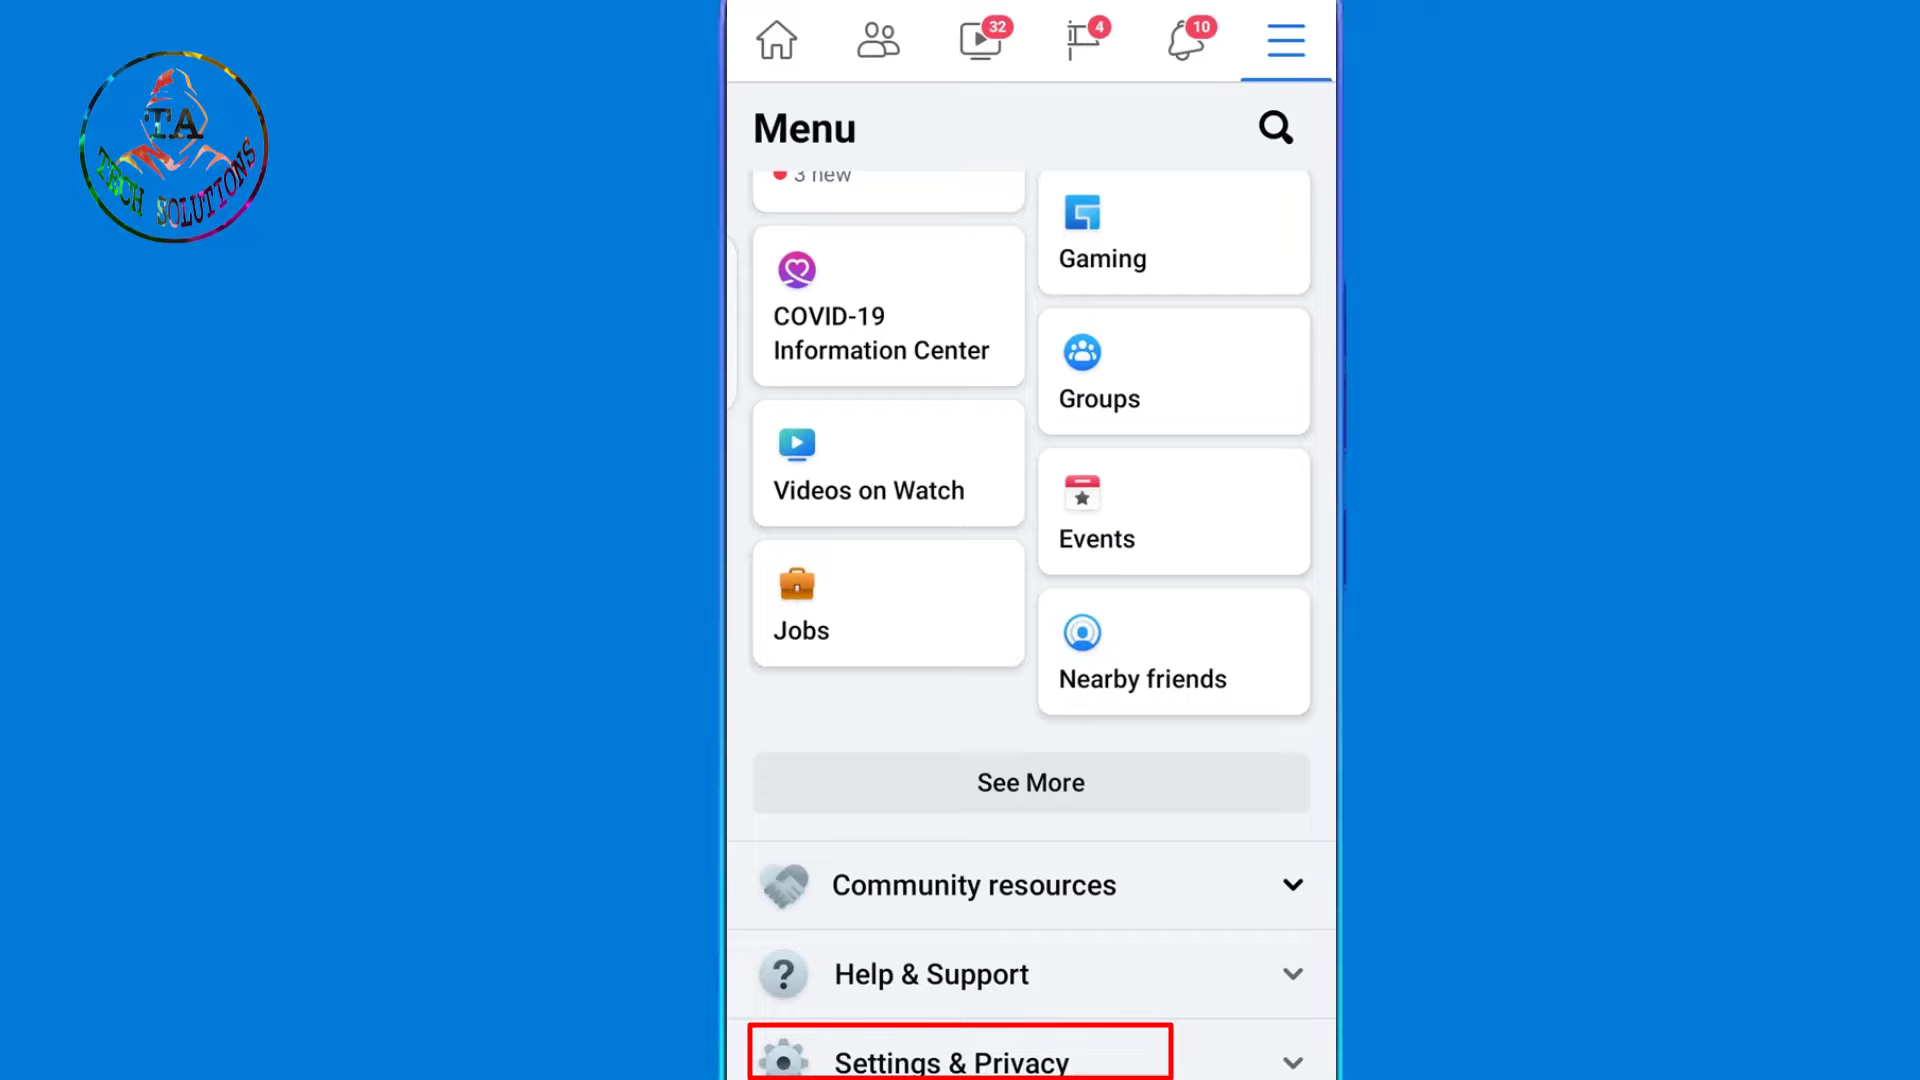 TA
TECH SOLUTIONS
32
4
10
Menu
3 new
Gaming
COVID-19
Information Center
Groups
Videos on Watch
Events
Jobs
Nearby friends
See More
Community resources
Help & Support
Settings & Privacy